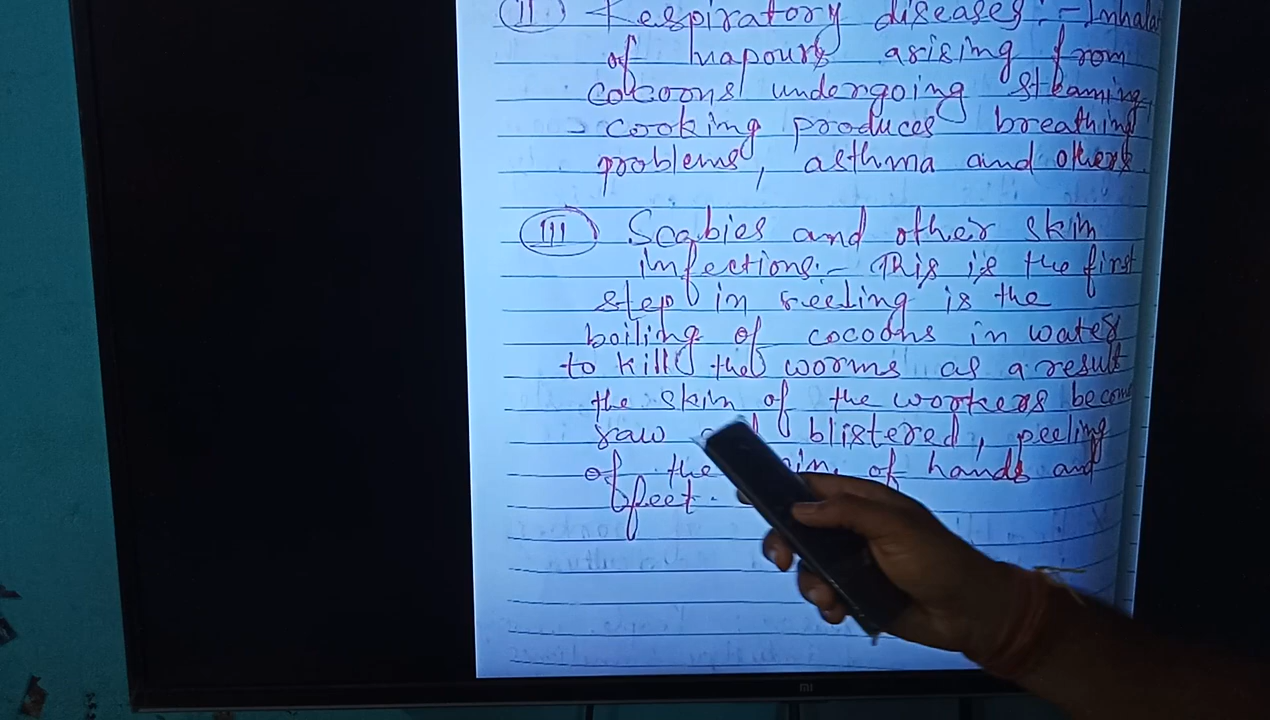 (II) Respiratory diseases:- Inhalat
of vapours arising from
cocoons undergoing steaming,
- cooking produces breathing
problems, asthma and others
(III) Scabies and other skin
infections:- This is the first
step in reeling is the
boiling of cocoons in water
to kill the worms as a result
the skin of the workers become
raw blistered, peeling
of the of hands and
feet.
mi